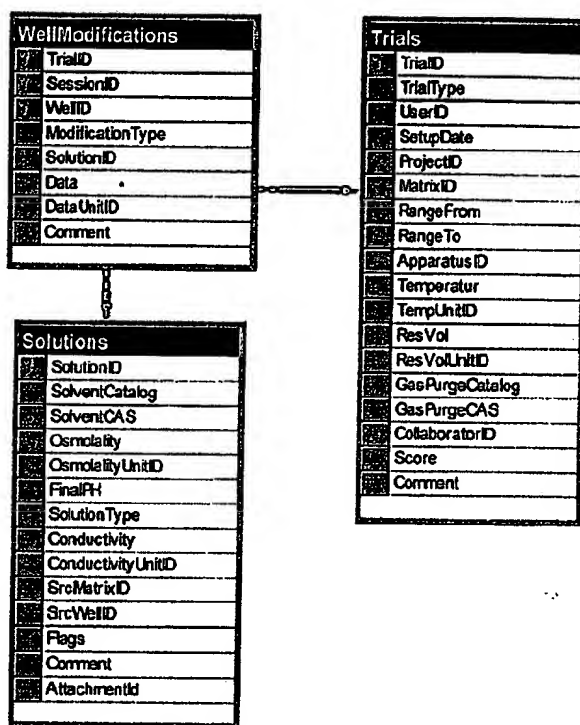 WellModifications
TrialID
SessionID
WellID
ModificationType
SolutionID
Data
DataUnitID
Comment
Trials
TrialID
TrialType
UserID
SetupDate
ProjectID
MatrixID
RangeFrom
RangeTo
ApparatusID
Temperatur
TempUnitID
ResVol
ResVolUnitID
GasPurgeCatalog
GasPurgeCAS
CollaboratorID
Score
Comment
Solutions
SolutionID
SolventCatalog
SolventCAS
Osmolality
OsmolalityUnitID
FinalPH
SolutionType
Conductivity
ConductivityUnitID
SrcMatrixID
SrcWellID
Flags
Comment
AttachmentId